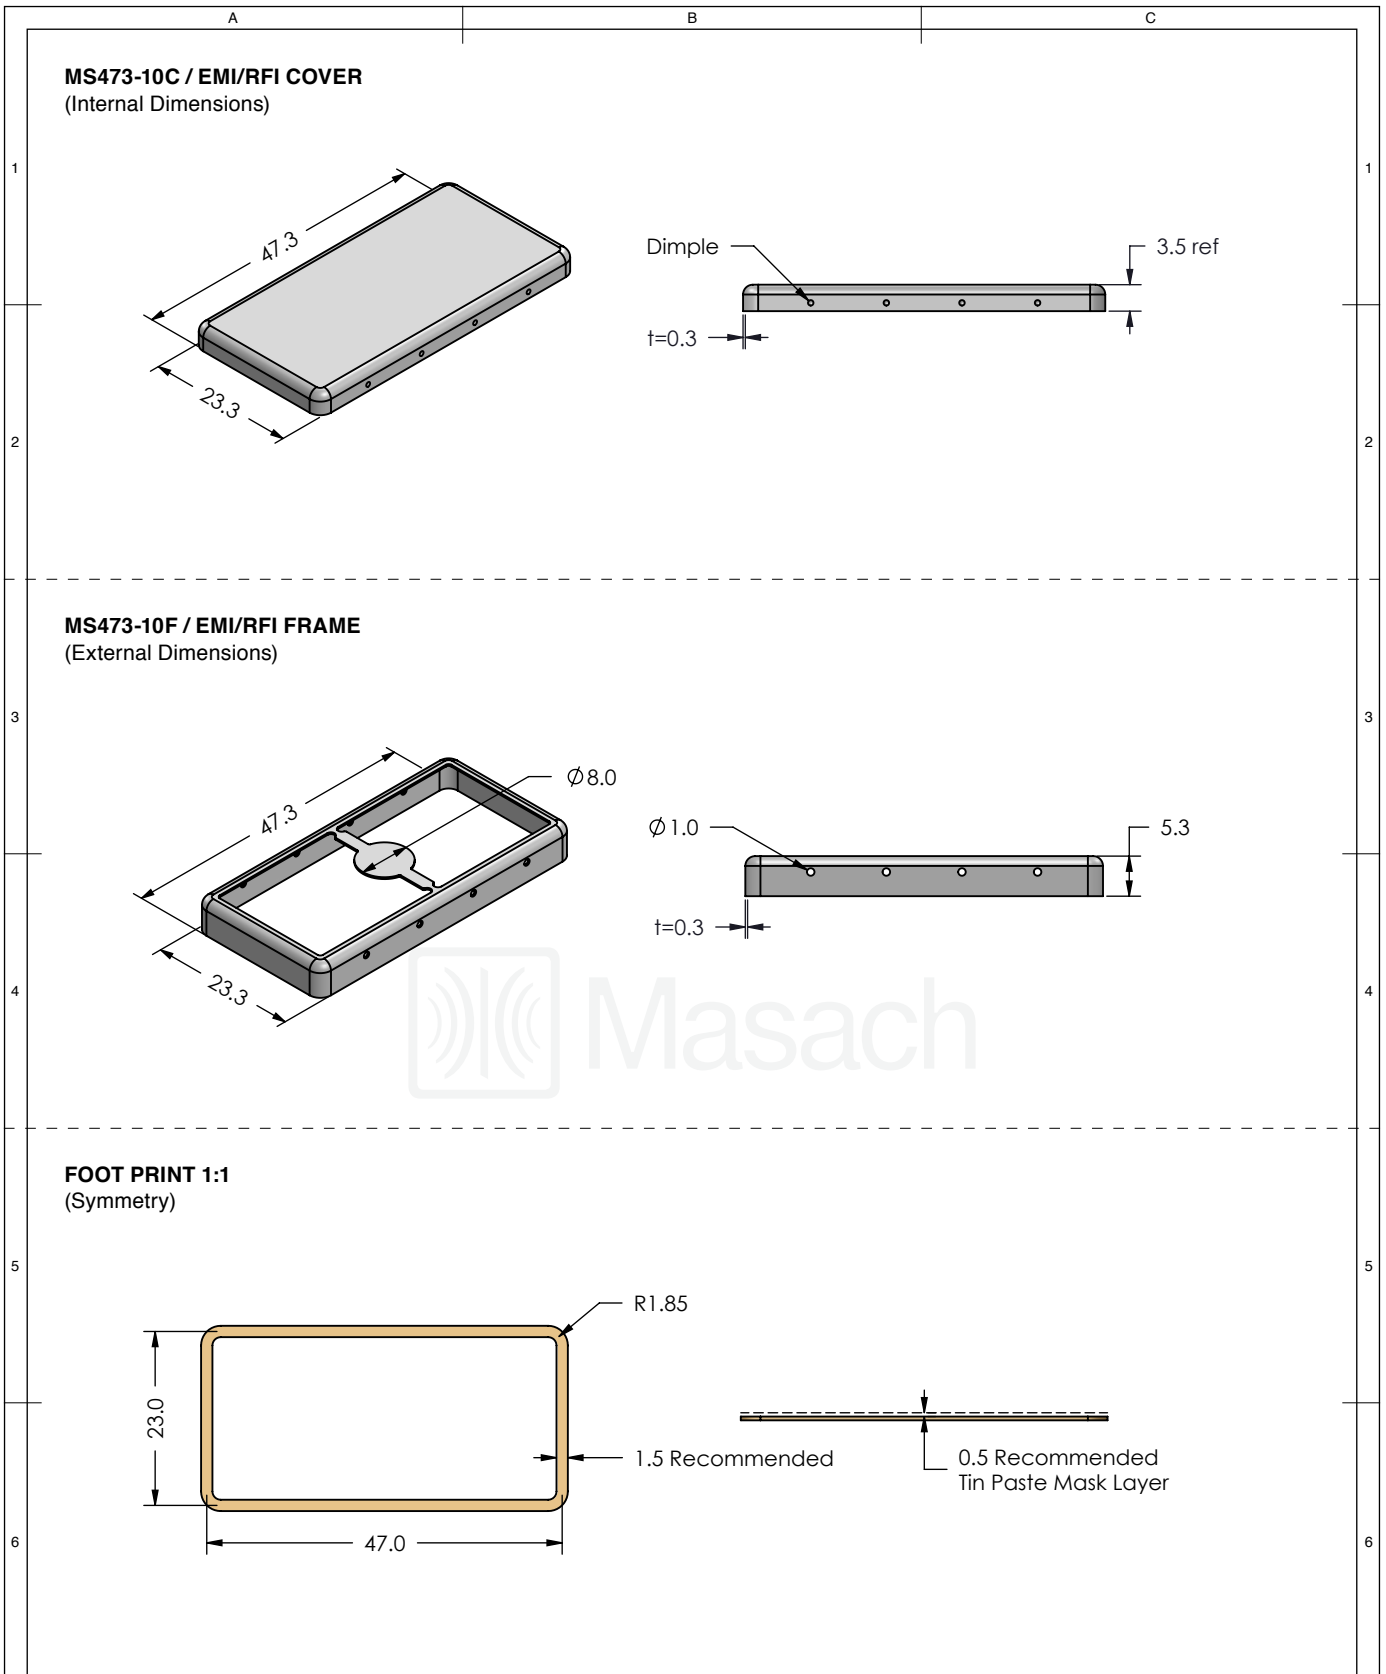 A B C
MS473-10C / EMI/RFI COVER
(Internal Dimensions)
1 1
47.3
Dimple
3.5 ref
t=0.3
23.3
2 2
MS473-10F / EMI/RFI FRAME
(External Dimensions)
3 3
Ø8.0
47.3
Ø1.0
5.3
t=0.3
23.3
4 4
Masach
FOOT PRINT 1:1
(Symmetry)
5 5
R1.85
23.0
1.5 Recommended
0.5 Recommended
Tin Paste Mask Layer
47.0
6 6